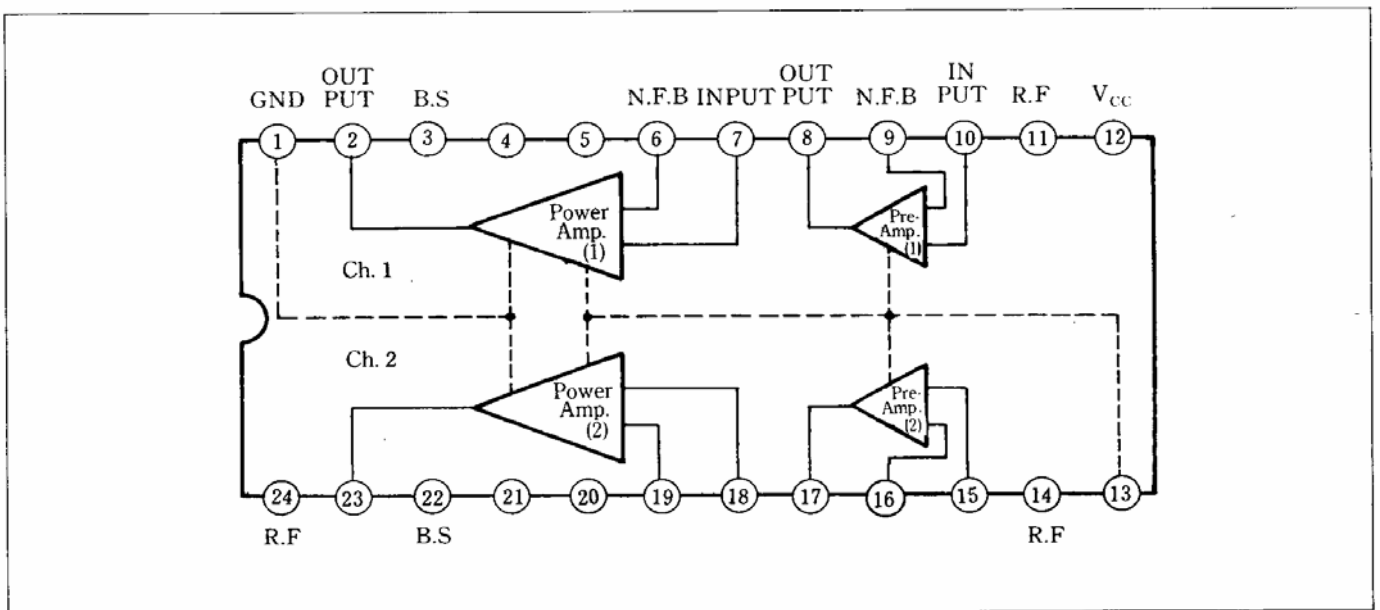 GND
OUT
PUT
B.S
N.F.B
INPUT
OUT
PUT
N.F.B
IN
PUT
R.F
VCC
1
2
3
4
5
6
7
8
9
10
11
12
Power
Amp.
(1)
Pre-
Amp.
(1)
Ch. 1
Ch. 2
Power
Amp.
(2)
Pre-
Amp.
(2)
24
23
22
21
20
19
18
17
16
15
14
13
R.F
B.S
R.F